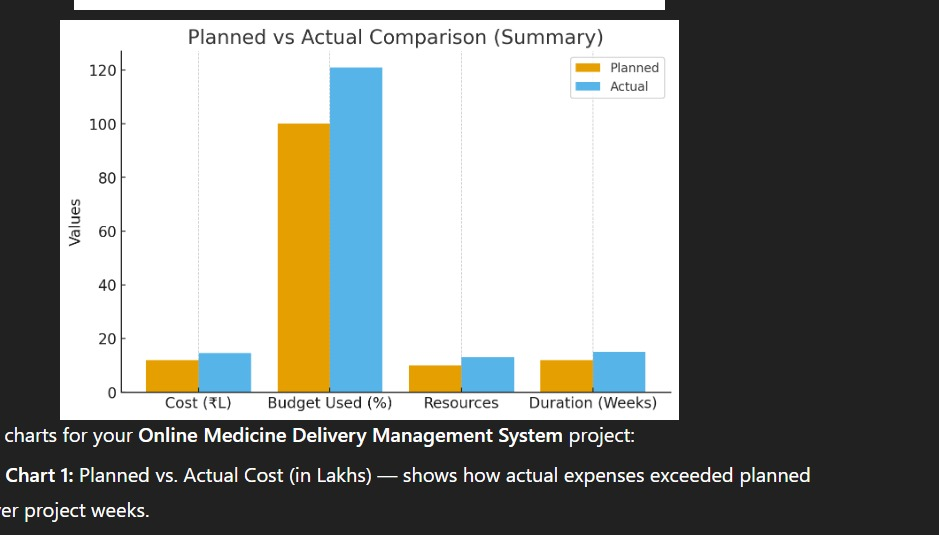 Planned vs Actual Comparison (Summary)
Planned
Actual
120
100
80
60
40
20
0
Values
Cost (₹L)
Budget Used (%)
Resources
Duration (Weeks)
charts for your Online Medicine Delivery Management System project:
Chart 1: Planned vs. Actual Cost (in Lakhs) — shows how actual expenses exceeded planned
er project weeks.